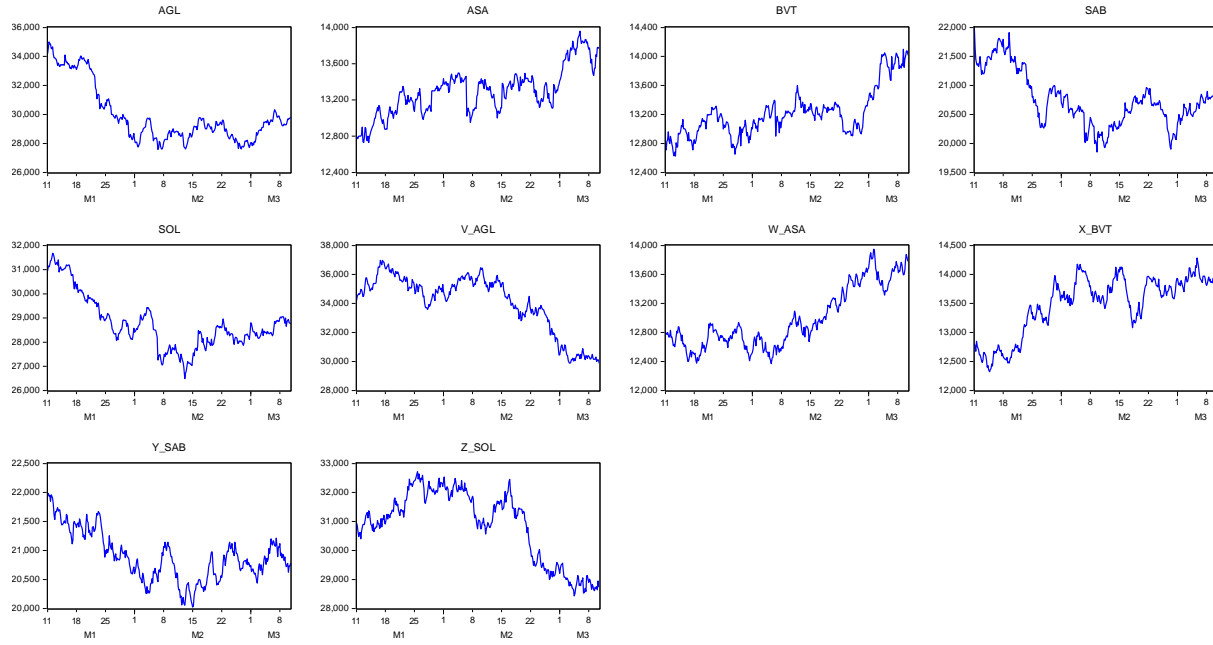 AGL
36,000
34,000
32,000
30,000
28,000
26,000
11 18 25 1 8 15 22 1 8
M1 M2 M3
ASA
14,000
13,600
13,200
12,800
12,400
11 18 25 1 8 15 22 1 8
M1 M2 M3
BVT
14,400
14,000
13,600
13,200
12,800
12,400
11 18 25 1 8 15 22 1 8
M1 M2 M3
SAB
22,000
21,500
21,000
20,500
20,000
19,500
11 18 25 1 8 15 22 1 8
M1 M2 M3
SOL
32,000
31,000
30,000
29,000
28,000
27,000
26,000
11 18 25 1 8 15 22 1 8
M1 M2 M3
V_AGL
38,000
36,000
34,000
32,000
30,000
28,000
11 18 25 1 8 15 22 1 8
M1 M2 M3
W_ASA
14,000
13,600
13,200
12,800
12,400
12,000
11 18 25 1 8 15 22 1 8
M1 M2 M3
X_BVT
14,500
14,000
13,500
13,000
12,500
12,000
11 18 25 1 8 15 22 1 8
M1 M2 M3
Y_SAB
22,500
22,000
21,500
21,000
20,500
20,000
11 18 25 1 8 15 22 1 8
M1 M2 M3
Z_SOL
33,000
32,000
31,000
30,000
29,000
28,000
11 18 25 1 8 15 22 1 8
M1 M2 M3